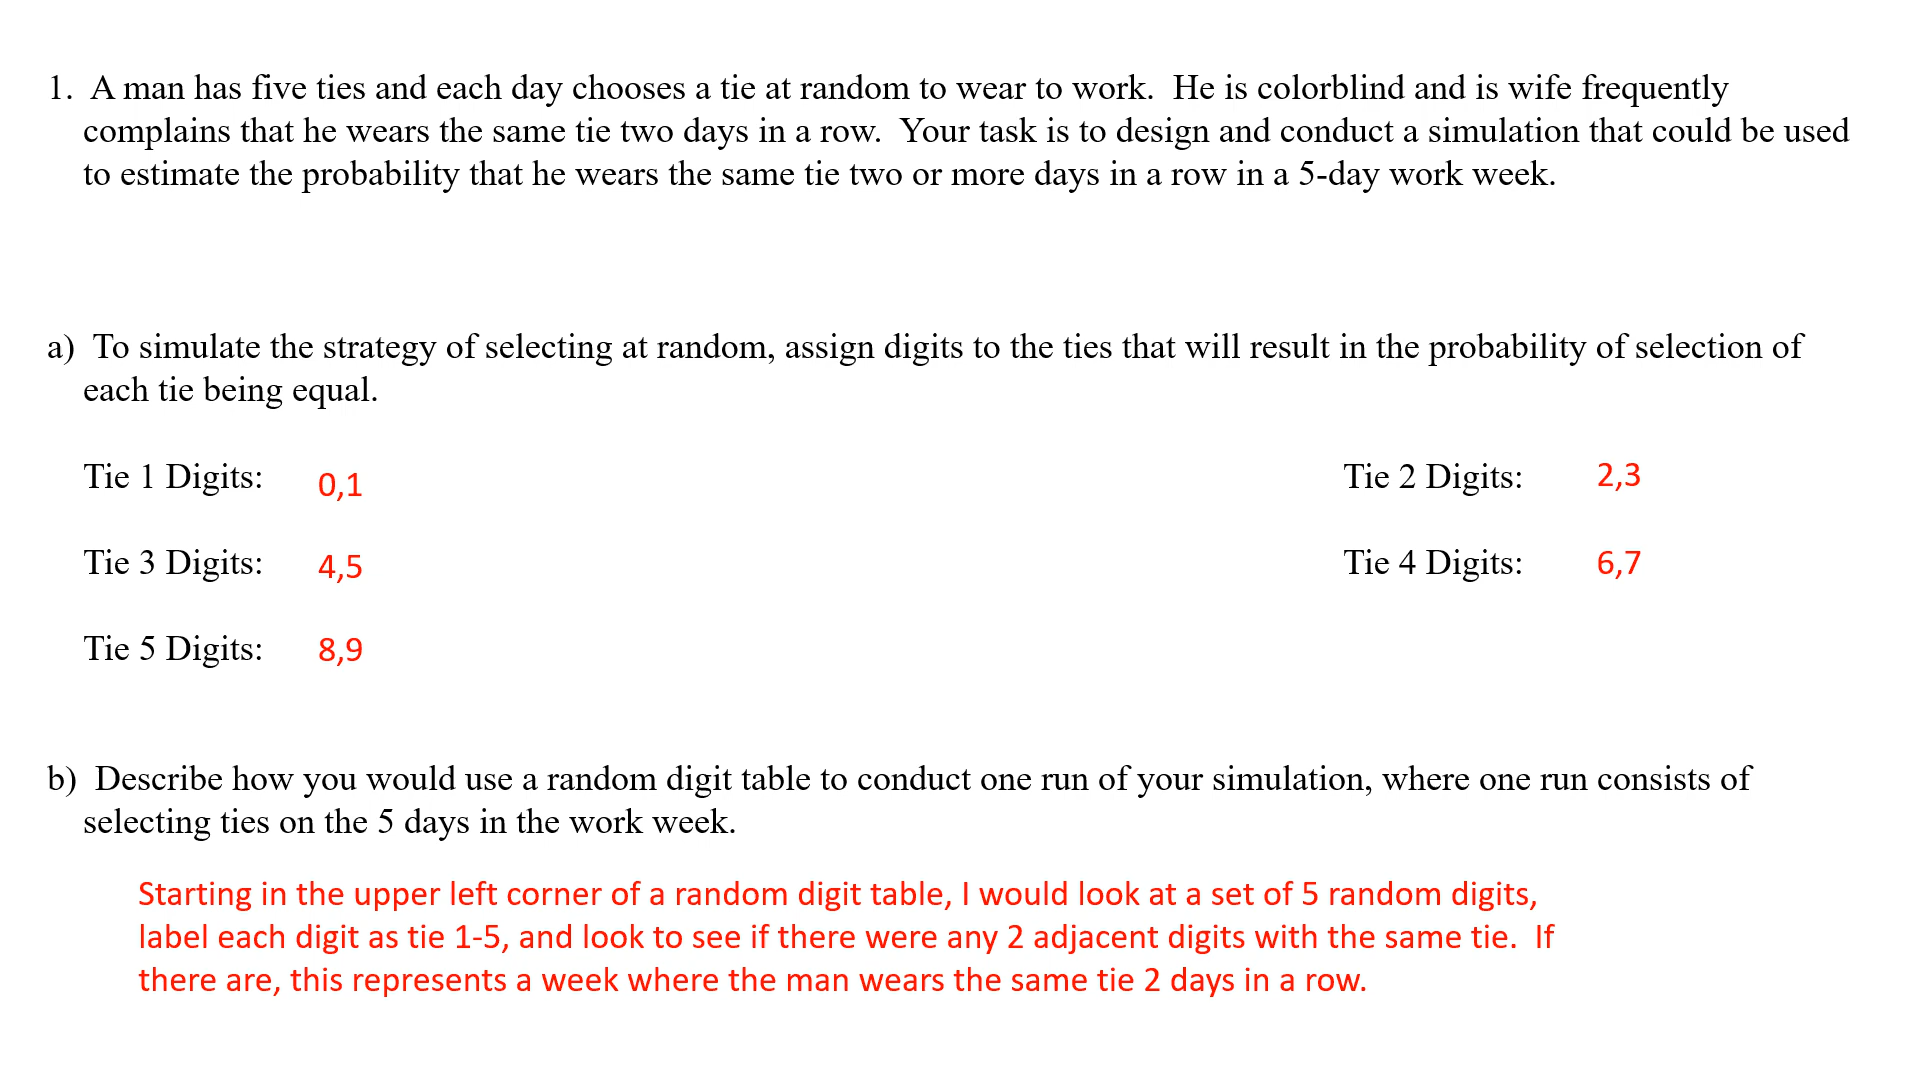 1. A man has five ties and each day chooses a tie at random to wear to work. He is colorblind and is wife frequently
complains that he wears the same tie two days in a row. Your task is to design and conduct a simulation that could be used
to estimate the probability that he wears the same tie two or more days in a row in a 5-day work week.
a) To simulate the strategy of selecting at random, assign digits to the ties that will result in the probability of selection of
each tie being equal.
Tie 1 Digits: 0,1 Tie 2 Digits: 2,3
Tie 3 Digits: 4,5 Tie 4 Digits: 6,7
Tie 5 Digits: 8,9
b) Describe how you would use a random digit table to conduct one run of your simulation, where one run consists of
selecting ties on the 5 days in the work week.
Starting in the upper left corner of a random digit table, I would look at a set of 5 random digits,
label each digit as tie 1-5, and look to see if there were any 2 adjacent digits with the same tie. If
there are, this represents a week where the man wears the same tie 2 days in a row.